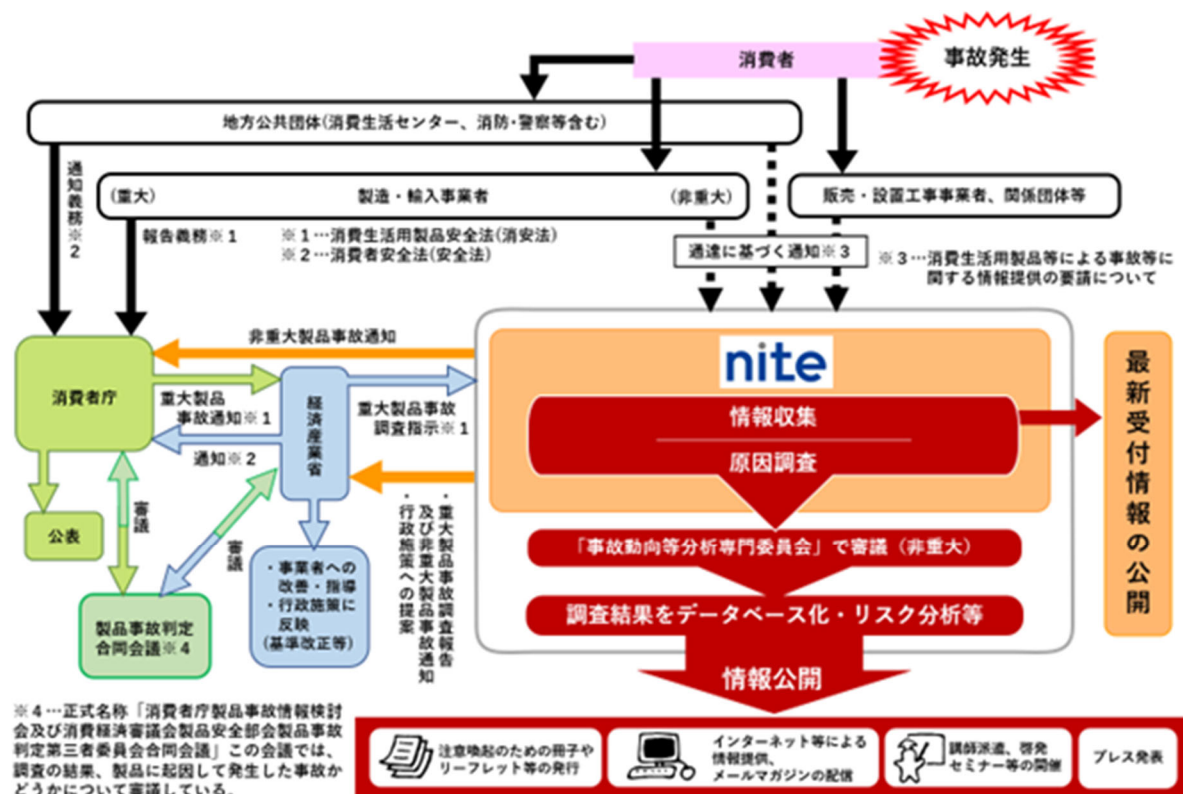 消費者
事故発生
地方公共団体(消費生活センター、消防・警察等含む)
通知義務※2
(重大)
製造・輸入事業者
(非重大)
販売・設置工事事業者、関係団体等
報告義務※1
※1…消費生活用製品安全法(消安法)
※2…消費者安全法(安全法)
通達に基づく通知※3
※3…消費生活用製品等による事故等に
関する情報提供の要請について
非重大製品事故通知
消費者庁
重大製品
事故通知※1
通知※2
経済産業省
重大製品事故
調査指示※1
nite
情報収集
原因調査
最新受付情報の公開
公表
審議
審議
製品事故判定
合同会議※4
・事業者への
改善・指導
・行政施策に
反映
(基準改正等)
・重大製品事故調査報告
及び非重大製品事故通知
・行政施策への提案
「事故動向等分析専門委員会」で審議（非重大）
調査結果をデータベース化・リスク分析等
情報公開
※4…正式名称「消費者庁製品事故情報検討
会及び消費経済審議会製品安全部会製品事故
判定第三者委員会合同会議」この会議では、
調査の結果、製品に起因して発生した事故か
どうかについて審議している。
注意喚起のための冊子や
リーフレット等の発行
インターネット等による
情報提供、
メールマガジンの配信
講師派遣、啓発
セミナー等の開催
プレス発表